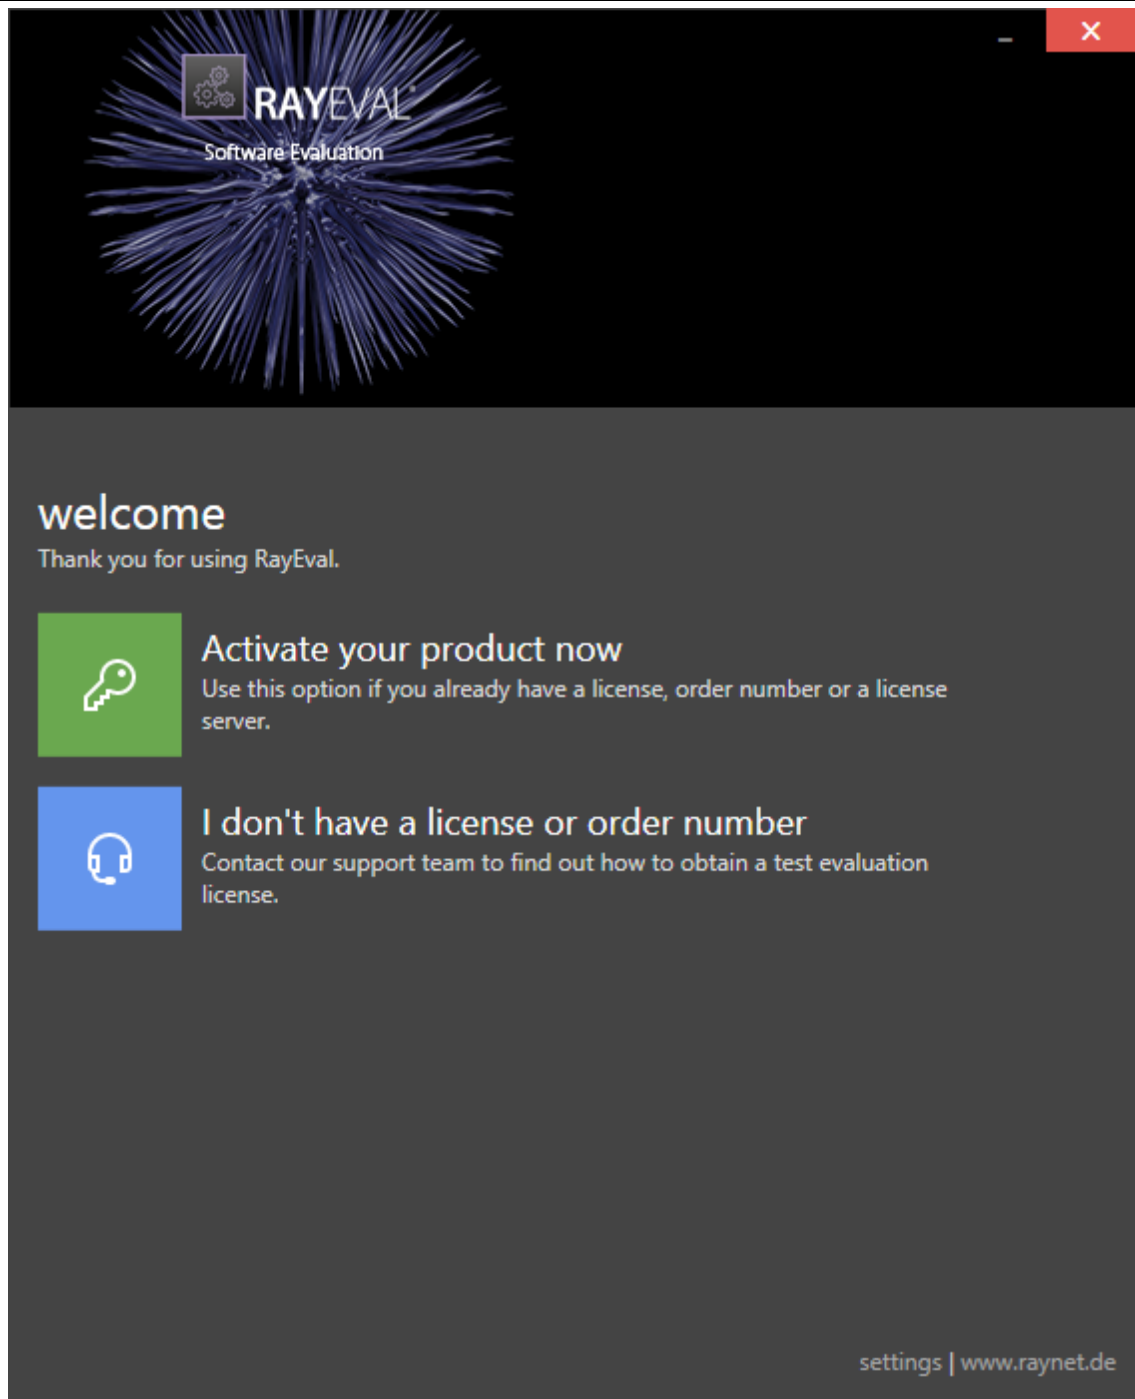 RAYEVAL®
Software Evaluation
welcome
Thank you for using RayEval.
Activate your product now
Use this option if you already have a license, order number or a license
server.
I don't have a license or order number
Contact our support team to find out how to obtain a test evaluation
license.
settings | www.raynet.de